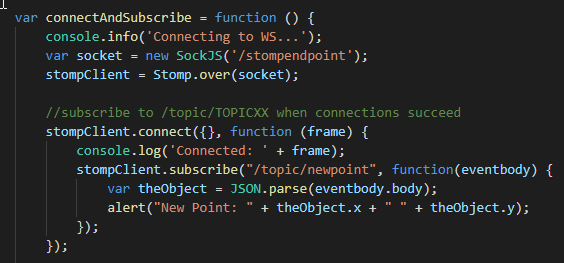 var connectAndSubscribe = function () {
    console.info('Connecting to WS...');
    var socket = new SockJS('/stompendpoint');
    stompClient = Stomp.over(socket);

    //subscribe to /topic/TOPICXX when connections succeed
    stompClient.connect({}, function (frame) {
        console.log('Connected: ' + frame);
        stompClient.subscribe("/topic/newpoint", function(eventbody) {
            var theObject = JSON.parse(eventbody.body);
            alert("New Point: " + theObject.x + " " + theObject.y);
        });
    });